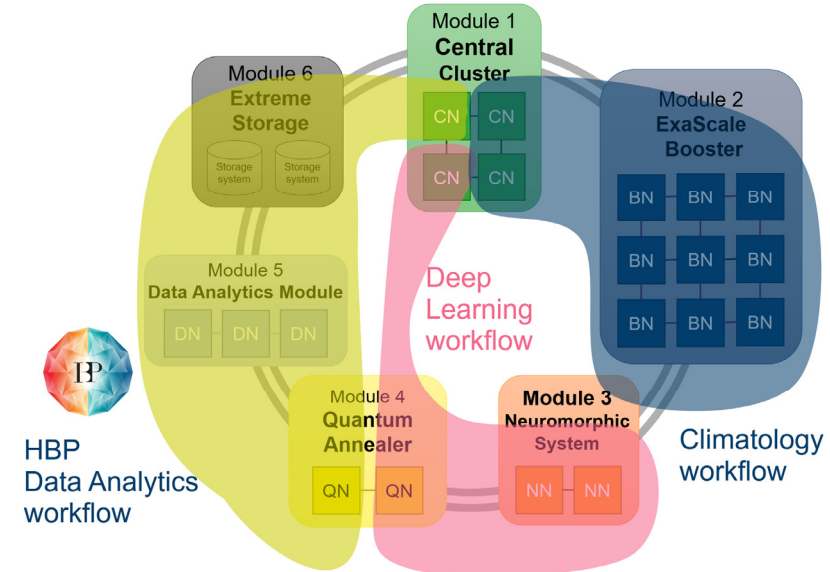 Module 1
Central
Cluster
CN
CN
CN
CN
Module 2
ExaScale
Booster
BN
BN
BN
BN
BN
BN
BN
BN
BN
Module 6
Extreme
Storage
Storage
system
Storage
system
Module 5
Data Analytics Module
DN
DN
DN
Deep
Learning
workflow
Module 4
Quantum
Annealer
QN
QN
Module 3
Neuromorphic
System
NN
NN
Climatology
workflow
HBP
HBP
Data Analytics
workflow